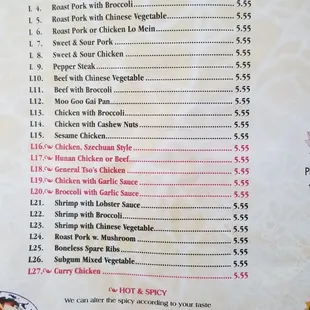 L 4. Roast Pork with Broccoli 5.55
L 5. Roast Pork with Chinese Vegetable 5.55
L 6. Roast Pork or Chicken Lo Mein 5.55
L 7. Sweet & Sour Pork 5.55
L 8. Sweet & Sour Chicken 5.55
L 9. Pepper Steak 5.55
L10. Beef with Chinese Vegetable 5.55
L11. Beef with Broccoli 5.55
L12. Moo Goo Gai Pan 5.55
L13. Chicken with Broccoli 5.55
L14. Chicken with Cashew Nuts 5.55
L15. Sesame Chicken 5.55
L16. Chicken, Szechuan Style 5.55
L17. Hunan Chicken or Beef 5.55
L18. General Tso's Chicken 5.55
L19. Chicken with Garlic Sauce 5.55
L20. Broccoli with Garlic Sauce 5.55
L21. Shrimp with Lobster Sauce 5.55
L22. Shrimp with Broccoli 5.55
L23. Shrimp with Chinese Vegetable 5.55
L24. Roast Pork w. Mushroom 5.55
L25. Boneless Spare Ribs 5.55
L26. Subgum Mixed Vegetable 5.55
L27. Curry Chicken 5.55
HOT & SPICY
We can alter the spicy according to your taste